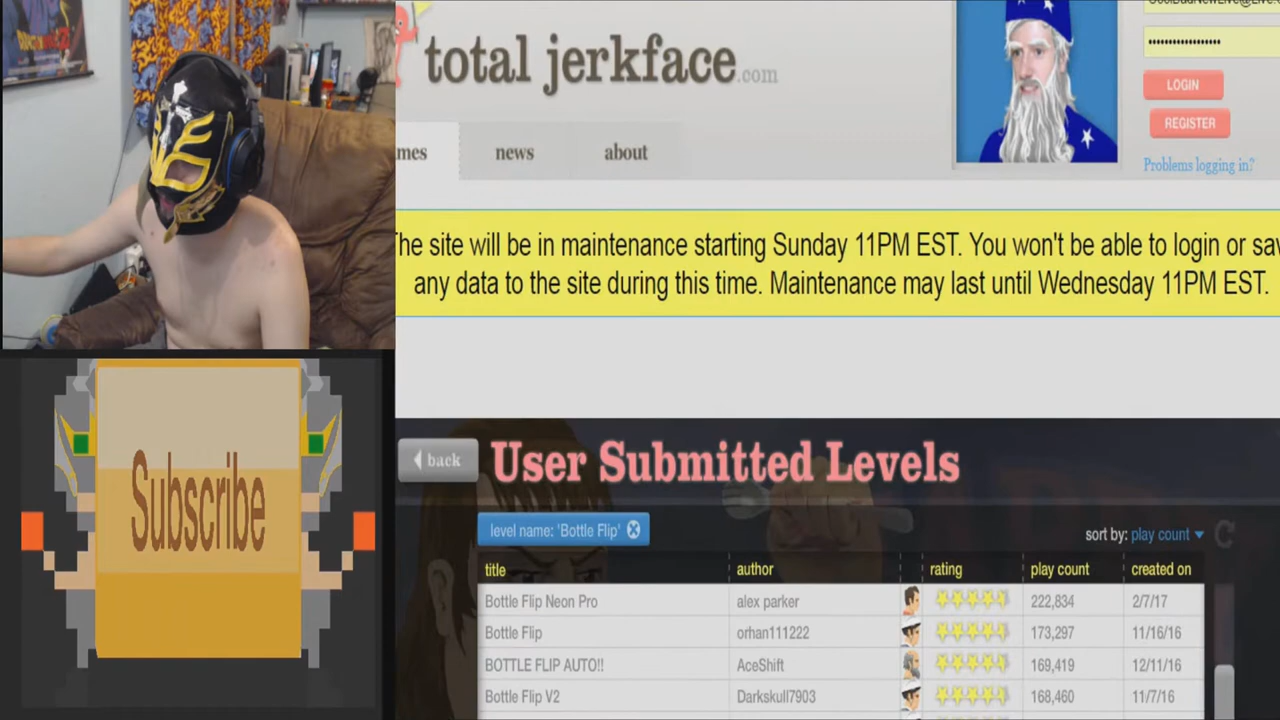 total jerkface.com
LOGIN
REGISTER
Problems logging in?
mes
news
about
The site will be in maintenance starting Sunday 11PM EST. You won't be able to login or sav
any data to the site during this time. Maintenance may last until Wednesday 11PM EST.
Subscribe
back
User Submitted Levels
level name: 'Bottle Flip'
sort by: play count
title author rating play count created on
Bottle Flip Neon Pro alex parker 222,834 2/7/17
Bottle Flip orhan111222 173,297 11/16/16
BOTTLE FLIP AUTO!! AceShift 169,419 12/11/16
Bottle Flip V2 Darkskull7903 168,460 11/7/16